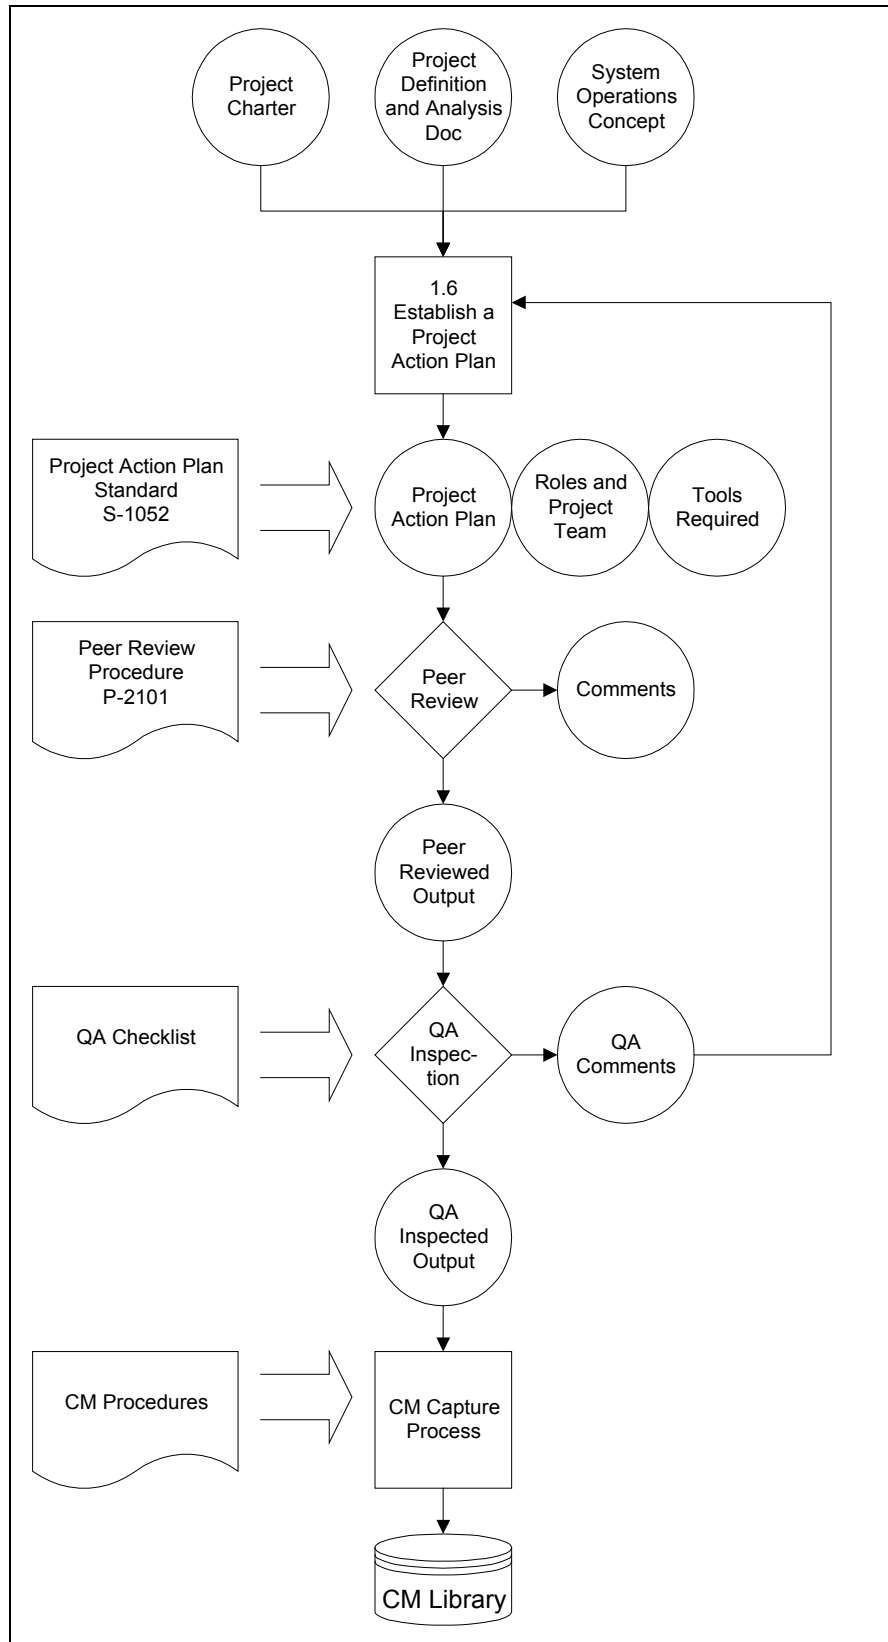 Project
Charter
Project
Definition
and Analysis
Doc
System
Operations
Concept
1.6
Establish a
Project
Action Plan
Project Action Plan
Standard
S-1052
Project
Action Plan
Roles and
Project
Team
Tools
Required
Peer Review
Procedure
P-2101
Peer
Review
Comments
Peer
Reviewed
Output
QA Checklist
QA
Inspec-
tion
QA
Comments
QA
Inspected
Output
CM Procedures
CM Capture
Process
CM Library